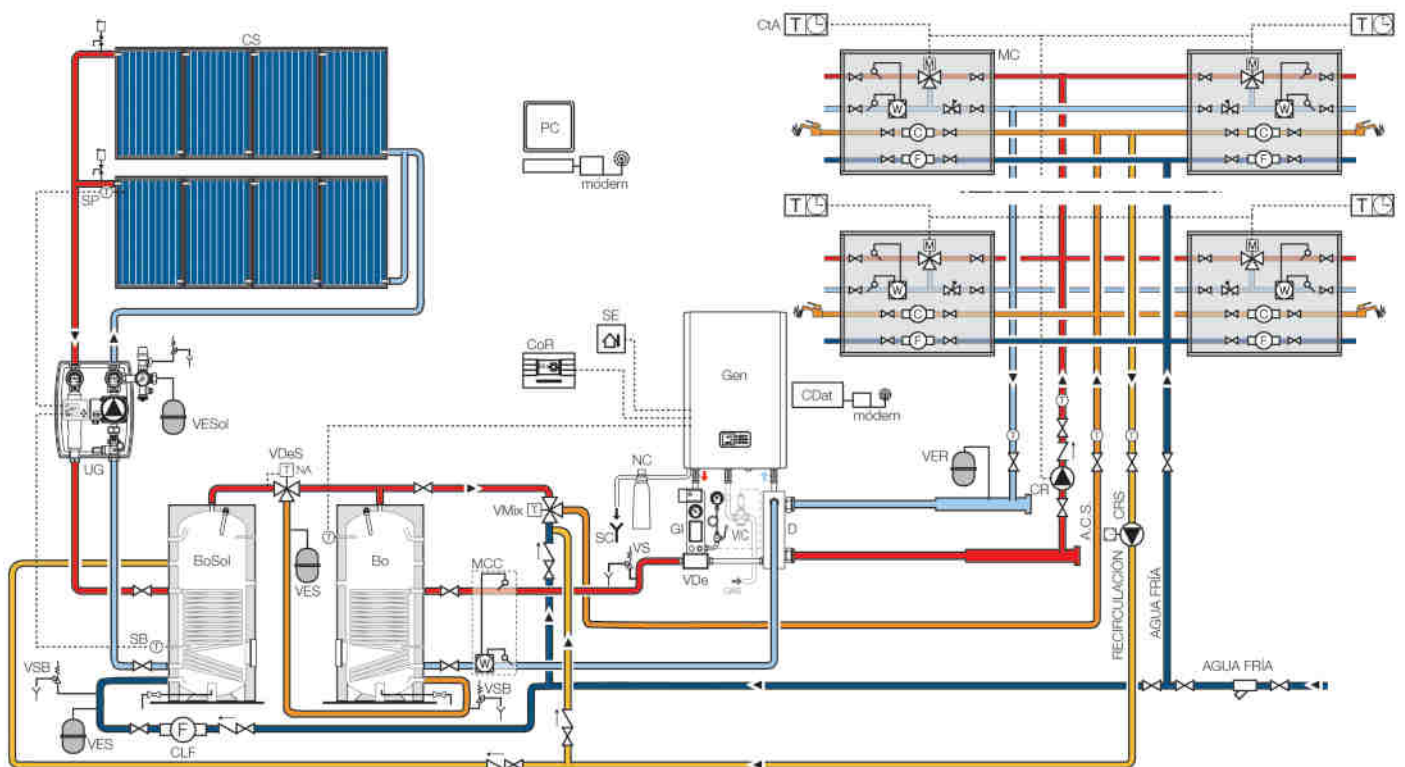 CtA
T
T
CS
M
MC
M
W
W
PC
C
C
F
F
módem
SP
T
T
T
M
M
W
W
SE
C
C
CoR
Gen
F
F
CDat
módem
VESol
T
T
T
UG
VDeS
T
NA
NC
VER
CR
A.C.S.
CRS
VMix
T
GI
VIC
D
SC
VS
BoSol
T
Bo
MCC
VDe
GAS
VES
RECIRCULACIÓN
AGUA FRÍA
SB
T
VSB
W
VSB
AGUA FRÍA
VES
F
CLF